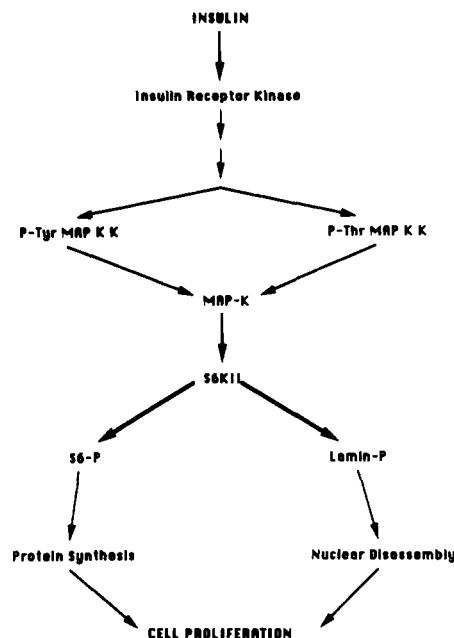 INSULIN
Insulin Receptor Kinase
P-Tyr MAP K K
P-Thr MAP K K
MAP-K
S6KII
S6-P
Lamin-P
Protein Synthesis
Nuclear Disassembly
CELL PROLIFERATION